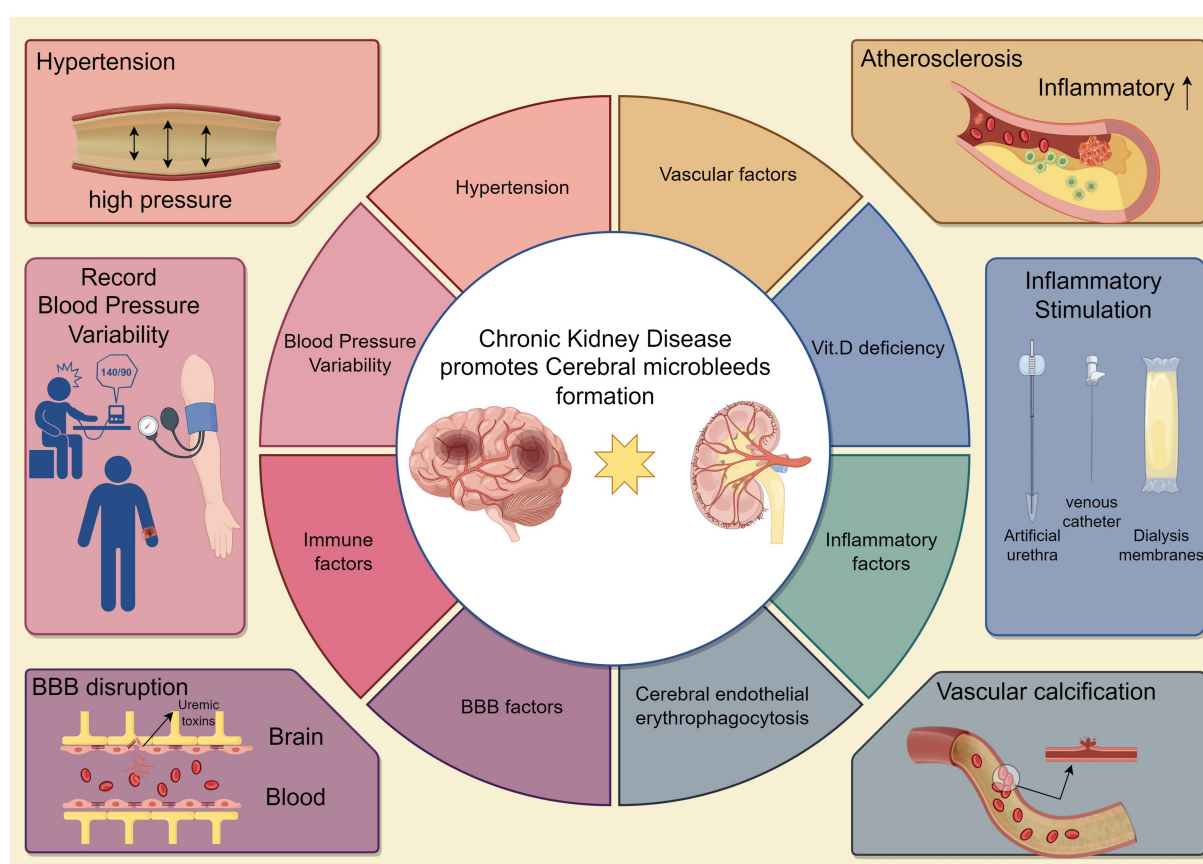 Hypertension
high pressure
Atherosclerosis
Inflammatory
Hypertension
Vascular factors
Record
Blood Pressure
Variability
140/90
Blood Pressure
Variability
Vit.D deficiency
Inflammatory
Stimulation
Artificial
urethra
venous
catheter
Dialysis
membranes
Chronic Kidney Disease
promotes Cerebral microbleeds
formation
Immune
factors
Inflammatory
factors
BBB factors
Cerebral endothelial
erythrophagocytosis
BBB disruption
Uremic
toxins
Brain
Blood
Vascular calcification